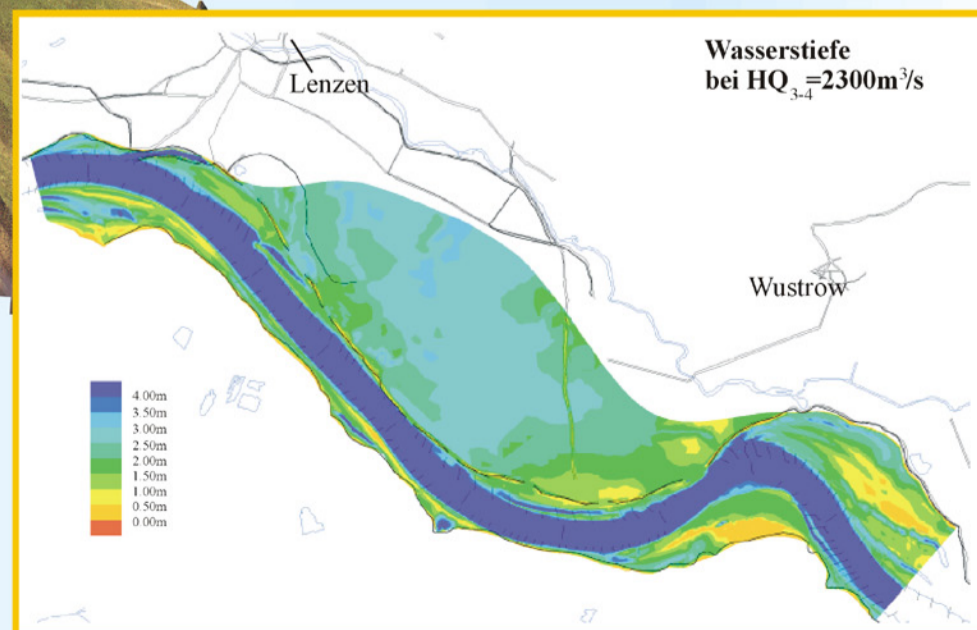 Wasserstiefe
bei HQ3-4=2300m³/s
Lenzen
Wustrow
4.00m
3.50m
3.00m
2.50m
2.00m
1.50m
1.00m
0.50m
0.00m